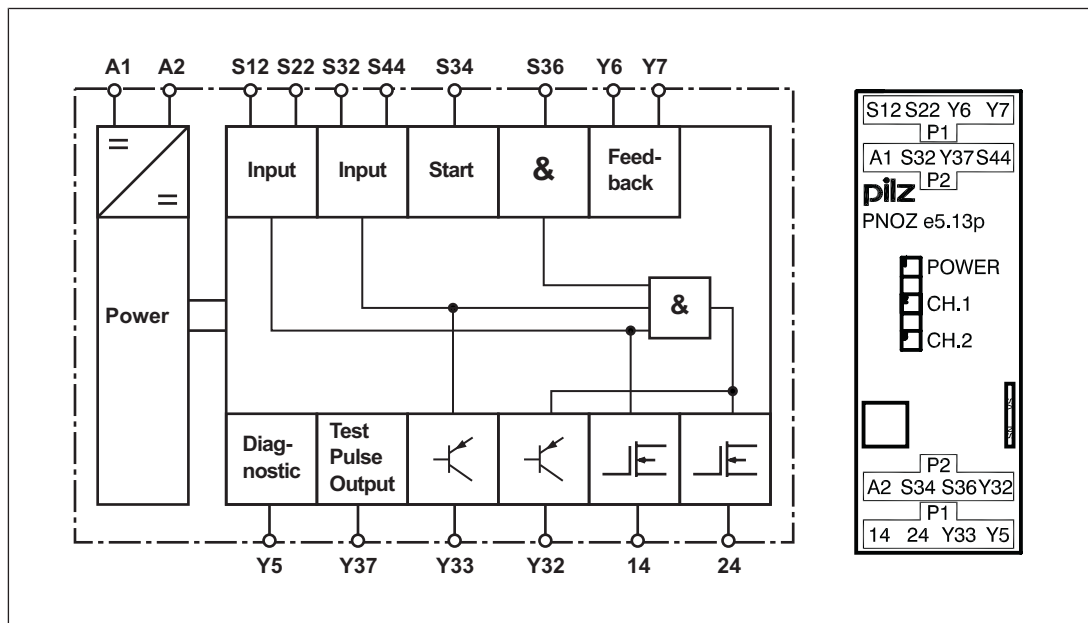 A1 A2 S12 S22 S32 S44 S34 S36 Y6 Y7
=
=
Input Input Start & Feed-
back
Power
&
Diag-
nostic
Test
Pulse
Output
Y5 Y37 Y33 Y32 14 24
S12 S22 Y6 Y7
P1
A1 S32 Y37 S44
P2
pilz
PNOZ e5.13p
POWER
CH.1
CH.2
P2
A2 S34 S36 Y32
P1
14 24 Y33 Y5